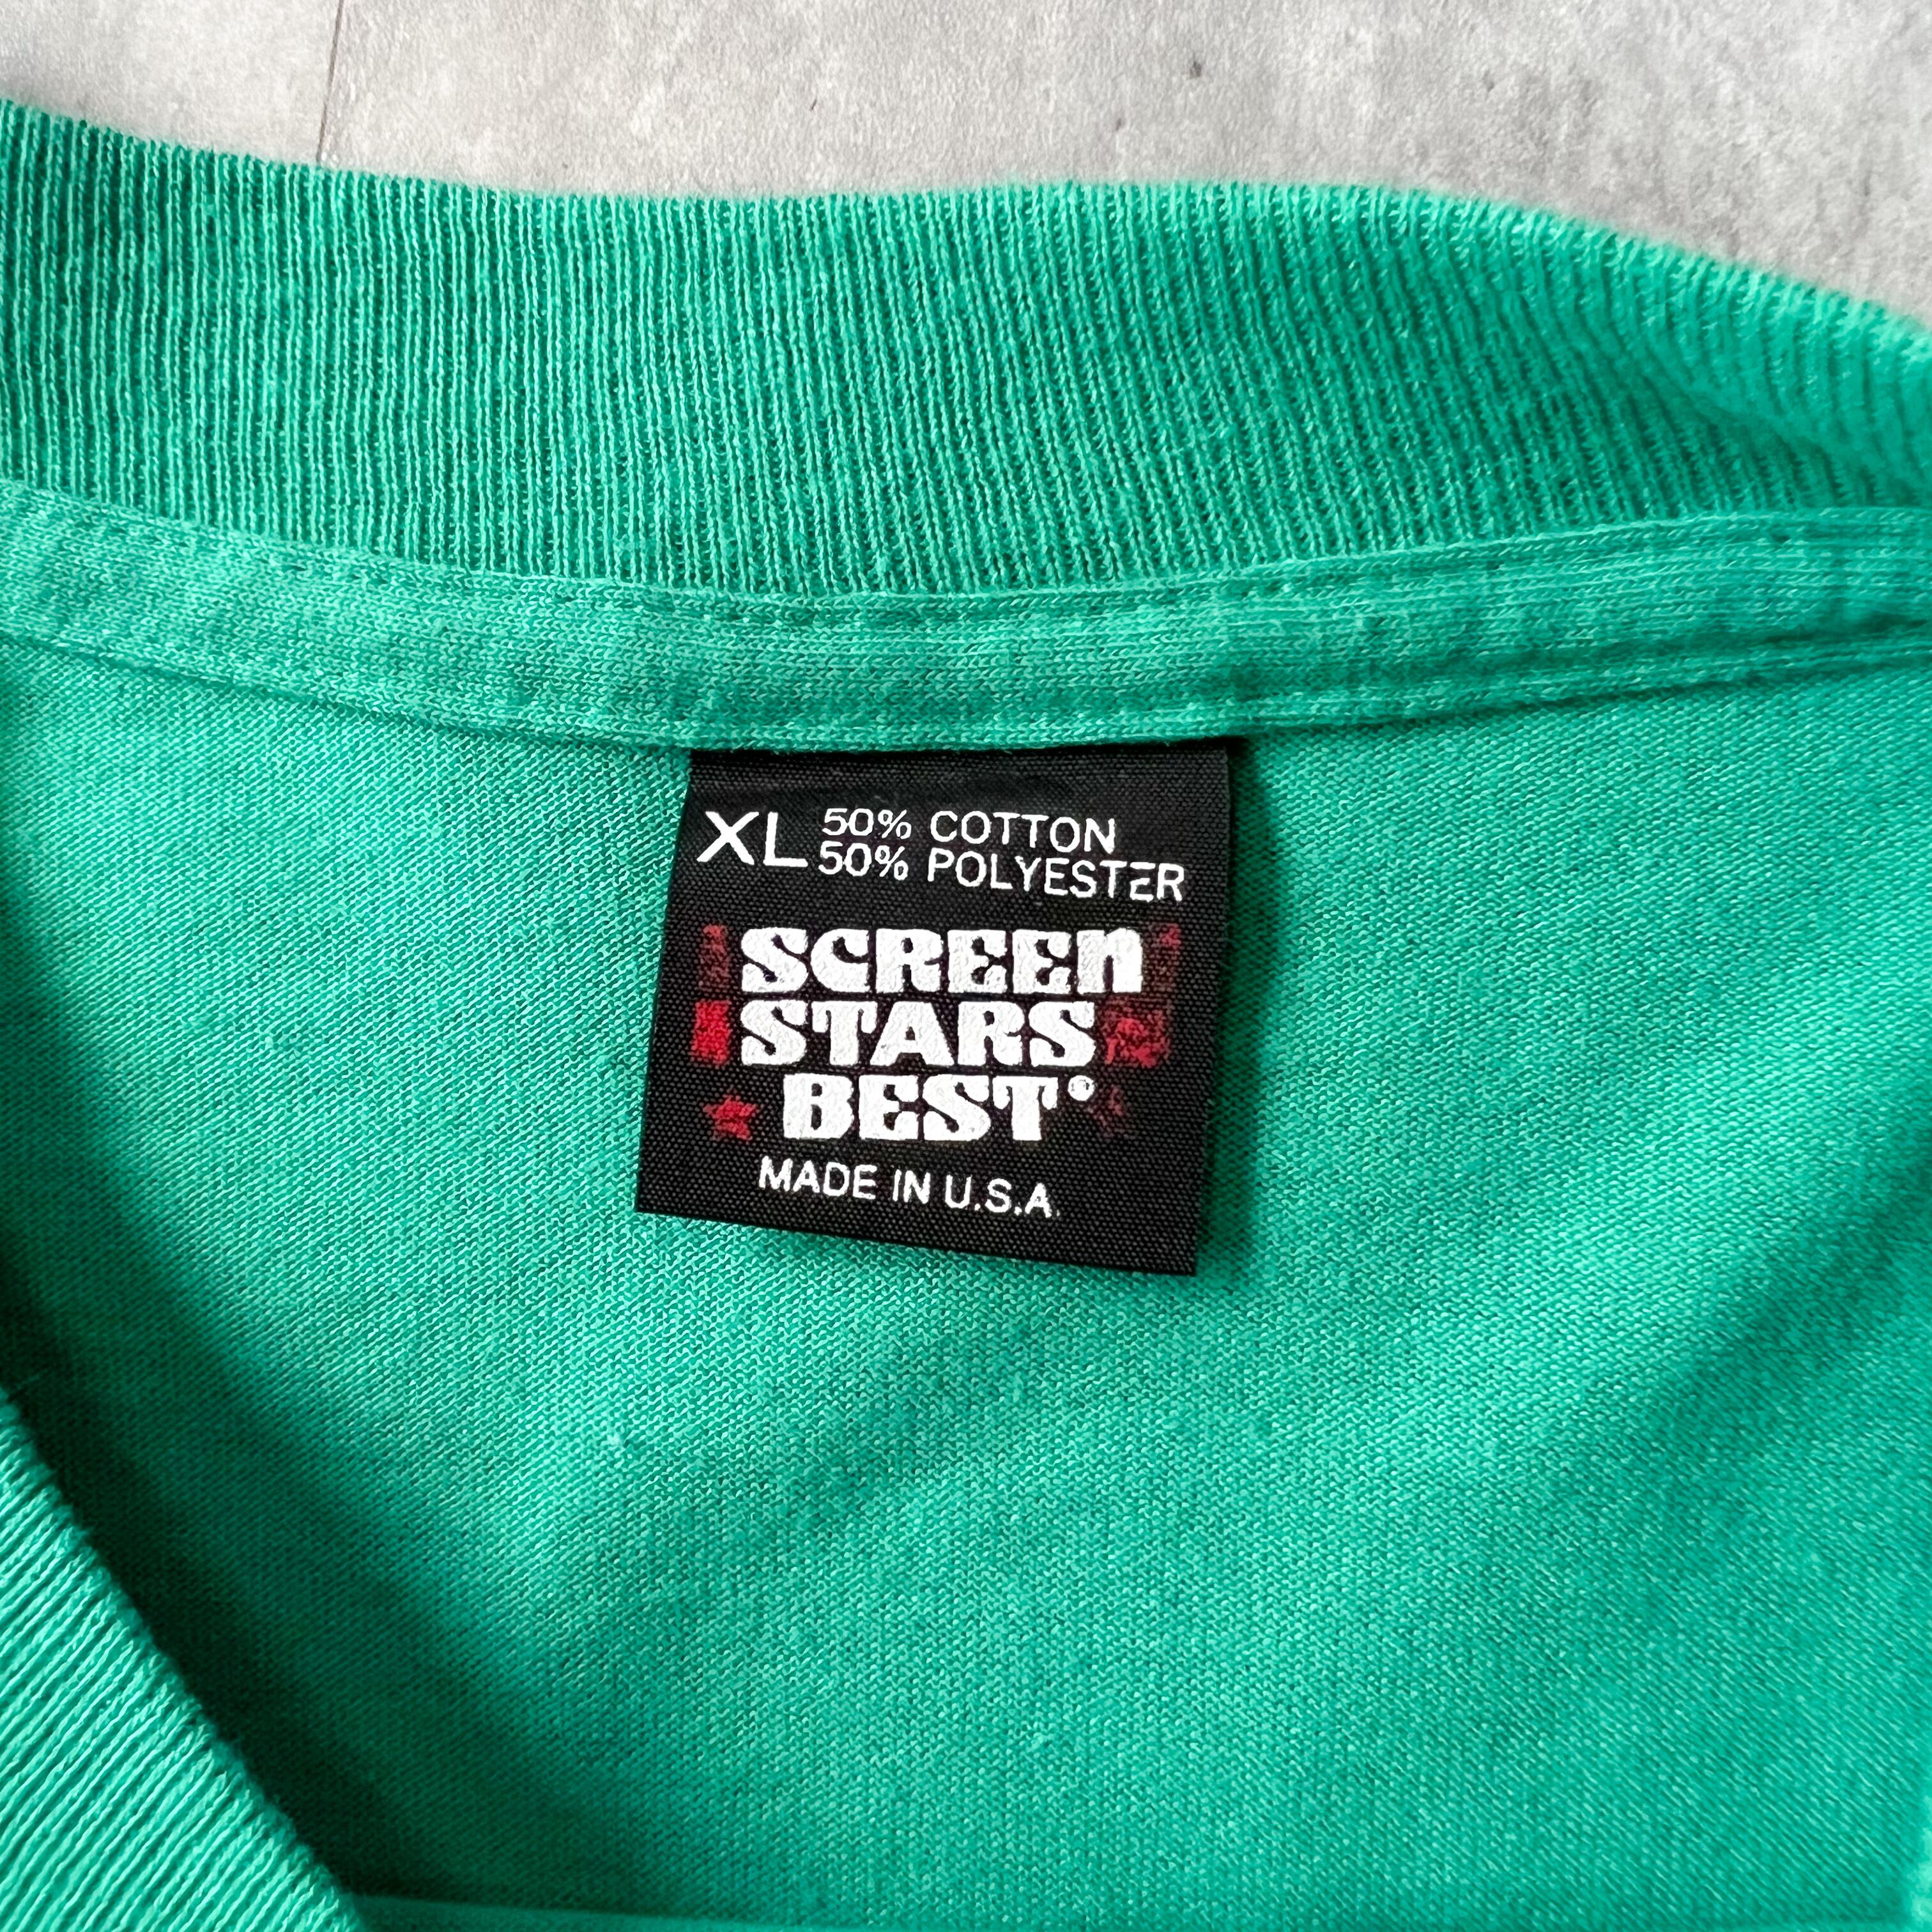 XL 50% COTTON
50% POLYESTER
SCREEN
STARS
BEST®
MADE IN U.S.A.